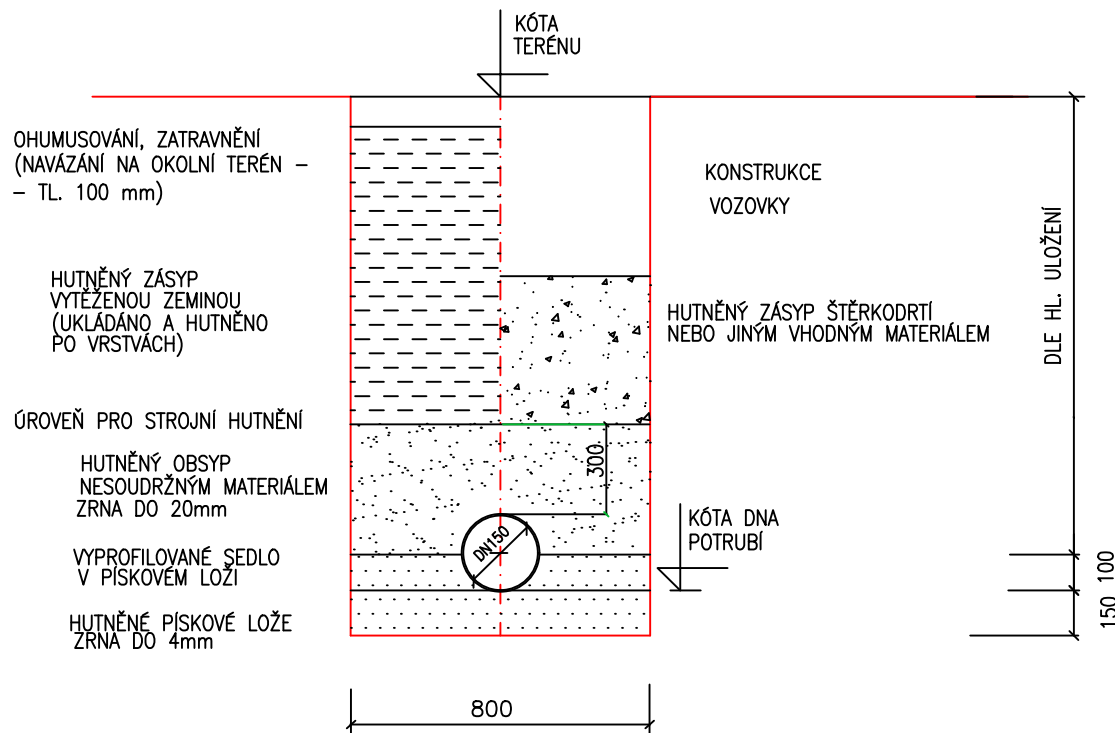 KÓTA
TERÉNU
OHUMUSOVÁNÍ, ZATRAVNĚNÍ
(NAVÁZÁNÍ NA OKOLNÍ TERÉN –
– TL. 100 mm)
KONSTRUKCE
VOZOVKY
DLE HL. ULOŽENÍ
HUTNĚNÝ ZÁSYP
VYTĚŽENOU ZEMINOU
(UKLÁDÁNO A HUTNĚNO
PO VRSTVÁCH)
HUTNĚNÝ ZÁSYP ŠTĚRKODRTÍ
NEBO JINÝM VHODNÝM MATERIÁLEM
ÚROVEŇ PRO STROJNÍ HUTNĚNÍ
300
HUTNĚNÝ OBSYP
NESOUDRŽNÝM MATERIÁLEM
ZRNA DO 20mm
KÓTA DNA
POTRUBÍ
DN150
VYPROFILOVANÉ SEDLO
V PÍSKOVÉM LOŽI
100
150
HUTNĚNÉ PÍSKOVÉ LOŽE
ZRNA DO 4mm
800